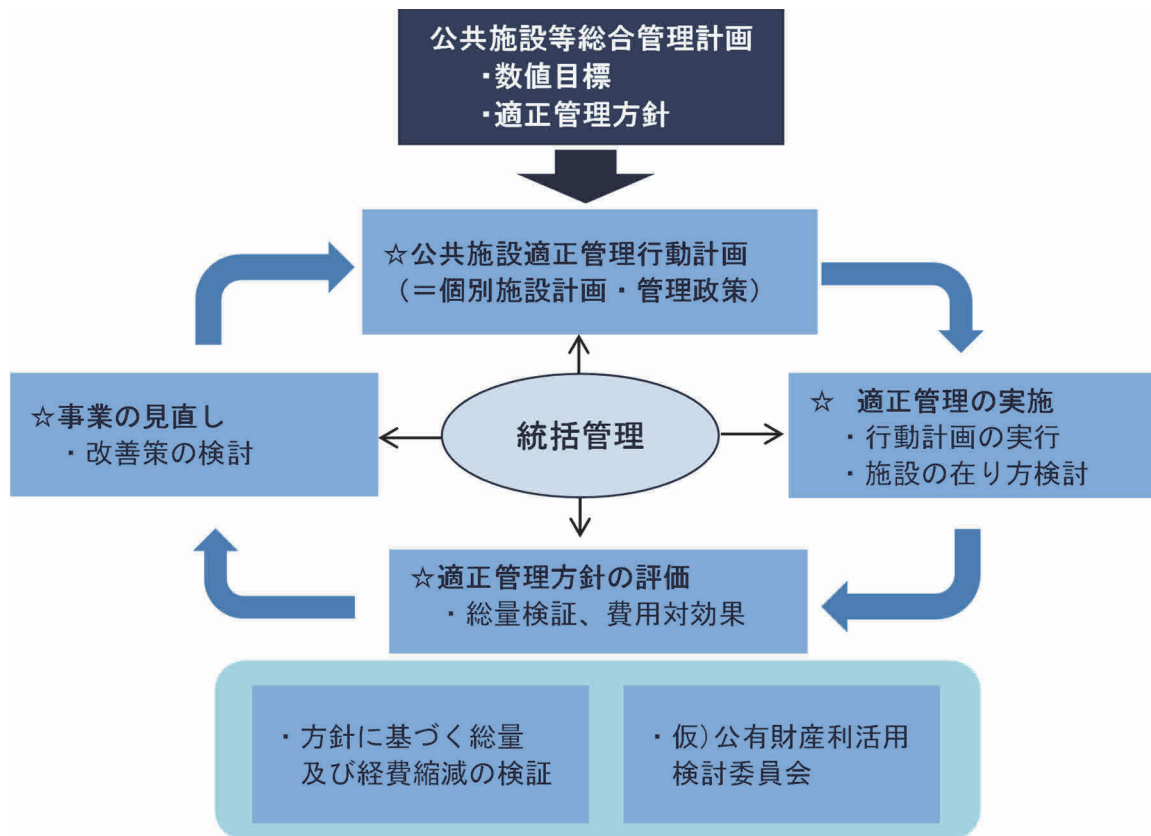 公共施設等総合管理計画
・数値目標
・適正管理方針
☆公共施設適正管理行動計画
（＝個別施設計画・管理政策）
☆事業の見直し
・改善策の検討
統括管理
☆ 適正管理の実施
・行動計画の実行
・施設の在り方検討
☆適正管理方針の評価
・総量検証、費用対効果
・方針に基づく総量
及び経費縮減の検証
・仮)公有財産利活用
検討委員会